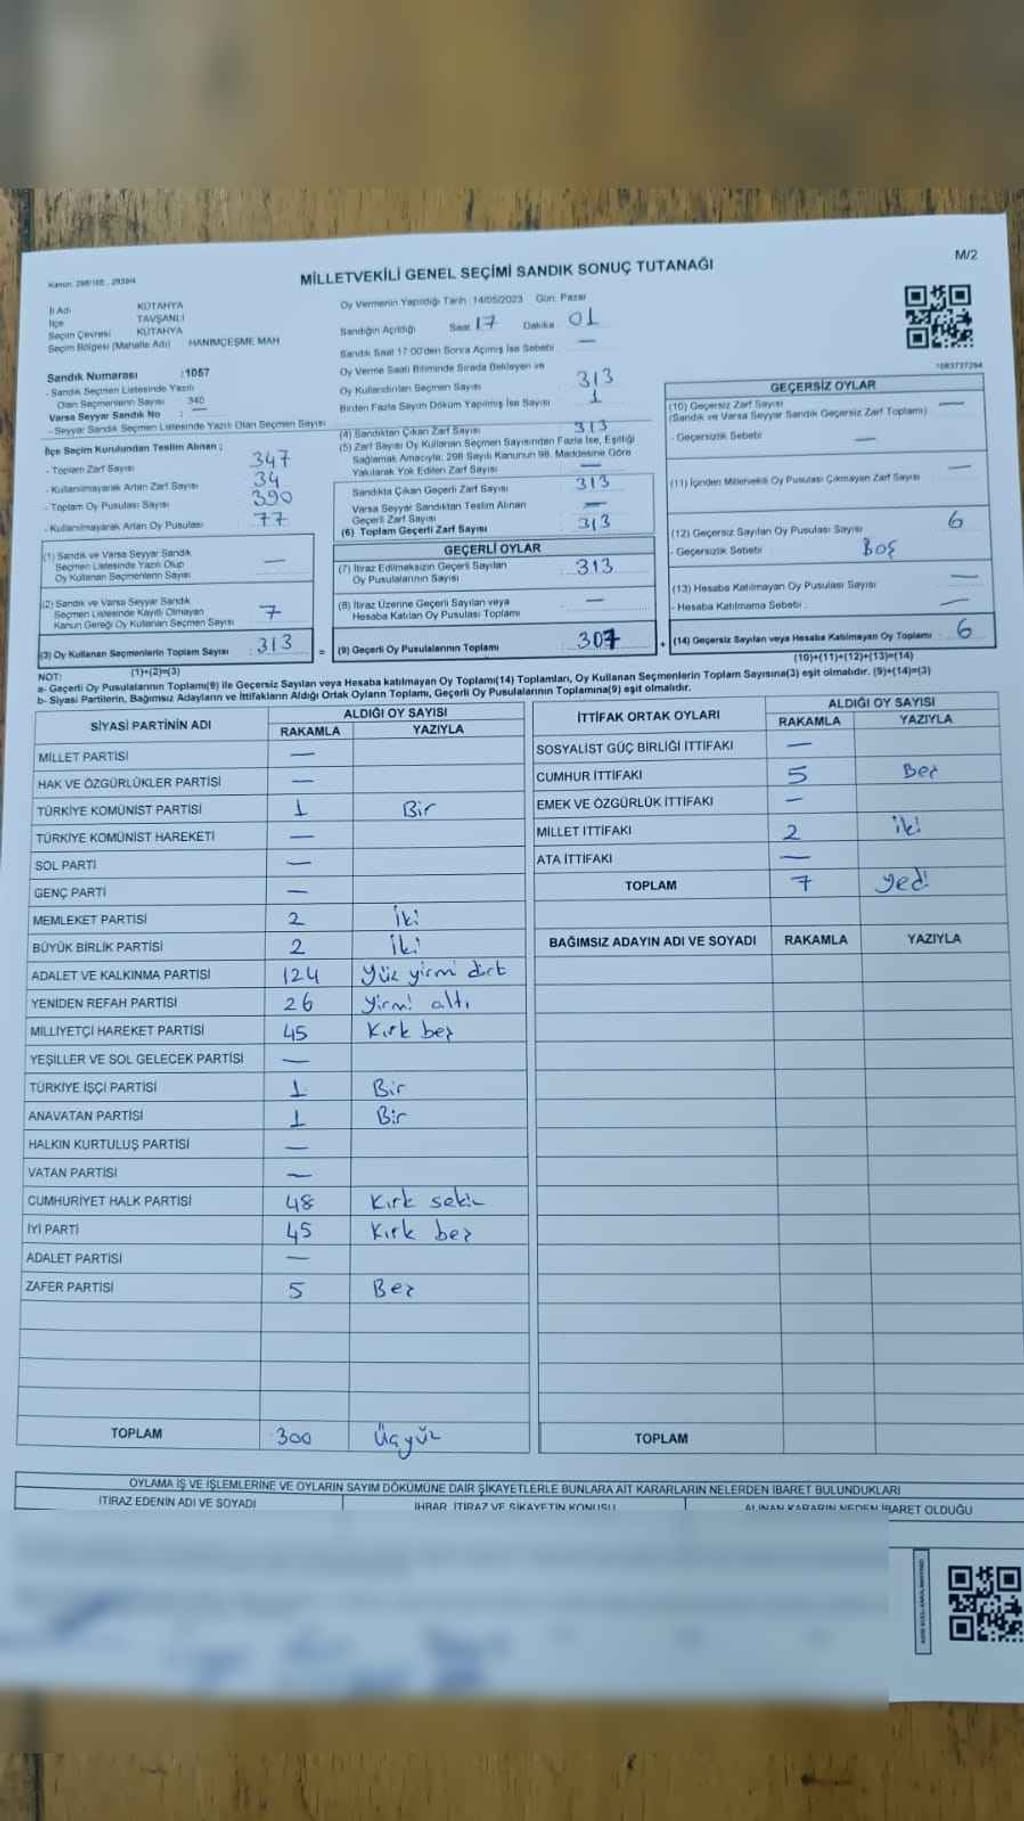 M/2
MİLLETVEKİLİ GENEL SEÇİMİ SANDIK SONUÇ TUTANAĞI
İl Adı KÜTAHYA
İlçe TAVŞANLI
Seçim Çevresi KÜTAHYA
Seçim Bölgesi (Mahalle Adı) HANIMÇEŞME MAH
Sandık Numarası : 1057
- Sandık Seçmen Listesinde Yazılı
Olan Seçmenlerin Sayısı 340
Varsa Seyyar Sandık No : —
- Seyyar Sandık Seçmen Listesinde Yazılı Olan Seçmen Sayısı
İlçe Seçim Kurulundan Teslim Alınan ;
- Toplam Zarf Sayısı 347
- Kullanılmayarak Artan Zarf Sayısı 34
- Toplam Oy Pusulası Sayısı 390
- Kullanılmayarak Artan Oy Pusulası 77
(1) Sandık ve Varsa Seyyar Sandık
Seçmen Listesinde Yazılı Olup
Oy Kullanan Seçmenlerin Sayısı —
(2) Sandık ve Varsa Seyyar Sandık
Seçmen Listesinde Kayıtlı Olmayan
Kanun Gereği Oy Kullanan Seçmen Sayısı 7
(3) Oy Kullanan Seçmenlerin Toplam Sayısı 313 =
(1)+(2)=(3)
Oy Vermenin Yapıldığı Tarih : 14/05/2023 Gün: Pazar
Sandığın Açıldığı Saat 17 Dakika 01
Sandık Saat 17:00'den Sonra Açımış İse Sebebi —
Oy Verme Saati Bitiminde Sırada Bekleyen ve
Oy Kullandırılan Seçmen Sayısı 313
Birden Fazla Sayım Döküm Yapılmış İse Sayısı 1
(4) Sandıktan Çıkan Zarf Sayısı 313
(5) Zarf Sayısı Oy Kullanan Seçmen Sayısından Fazla İse, Eşitliği
Sağlamak Amacıyla, 298 Sayılı Kanunun 98. Maddesine Göre
Yakılarak Yok Edilen Zarf Sayısı —
Sandıkta Çıkan Geçerli Zarf Sayısı 313
Varsa Seyyar Sandıktan Teslim Alınan
Geçerli Zarf Sayısı —
(6) Toplam Geçerli Zarf Sayısı 313
GEÇERLİ OYLAR
(7) İtiraz Edilmeksizin Geçerli Sayılan
Oy Pusulalarının Sayısı 313
(8) İtiraz Üzerine Geçerli Sayılan veya
Hesaba Katılan Oy Pusulası Toplamı —
(9) Geçerli Oy Pusulalarının Toplamı 307 +
GEÇERSİZ OYLAR
(10) Geçersiz Zarf Sayısı —
(Sandık ve Varsa Seyyar Sandık Geçersiz Zarf Toplamı)
- Geçersizlik Sebebi —
(11) İçinden Milletvekili Oy Pusulası Çıkmayan Zarf Sayısı —
(12) Geçersiz Sayılan Oy Pusulası Sayısı 6
- Geçersizlik Sebebi Boş
(13) Hesaba Katılmayan Oy Pusulası Sayısı —
- Hesaba Katılmama Sebebi —
(14) Geçersiz Sayılan veya Hesaba Katılmayan Oy Toplamı 6
(10)+(11)+(12)+(13)=(14)
NOT:
a- Geçerli Oy Pusulalarının Toplamı(9) ile Geçersiz Sayılan veya Hesaba katılmayan Oy Toplamı(14) Toplamları, Oy Kullanan Seçmenlerin Toplam Sayısına(3) eşit olmalıdır. (9)+(14)=(3)
b- Siyasi Partilerin, Bağımsız Adayların ve İttifakların Aldığı Ortak Oyların Toplamı, Geçerli Oy Pusulalarının Toplamına(9) eşit olmalıdır.
SİYASİ PARTİNİN ADI ALDIĞI OY SAYISI
RAKAMLA YAZIYLA
MİLLET PARTİSİ —
HAK VE ÖZGÜRLÜKLER PARTİSİ —
TÜRKİYE KOMÜNİST PARTİSİ 1 Bir
TÜRKİYE KOMÜNİST HAREKETİ —
SOL PARTİ —
GENÇ PARTİ —
MEMLEKET PARTİSİ 2 İki
BÜYÜK BİRLİK PARTİSİ 2 İki
ADALET VE KALKINMA PARTİSİ 124 Yüz yirmi dört
YENİDEN REFAH PARTİSİ 26 Yirmi altı
MİLLİYETÇİ HAREKET PARTİSİ 45 Kırk beş
YEŞİLLER VE SOL GELECEK PARTİSİ —
TÜRKİYE İŞÇİ PARTİSİ 1 Bir
ANAVATAN PARTİSİ 1 Bir
HALKIN KURTULUŞ PARTİSİ —
VATAN PARTİSİ —
CUMHURİYET HALK PARTİSİ 48 Kırk sekiz
İYİ PARTİ 45 Kırk beş
ADALET PARTİSİ —
ZAFER PARTİSİ 5 Beş
TOPLAM 300 Üçyüz
İTTİFAK ORTAK OYLARI ALDIĞI OY SAYISI
RAKAMLA YAZIYLA
SOSYALİST GÜÇ BİRLİĞİ İTTİFAKI —
CUMHUR İTTİFAKI 5 Beş
EMEK VE ÖZGÜRLÜK İTTİFAKI —
MİLLET İTTİFAKI 2 iki
ATA İTTİFAKI —
TOPLAM 7 yedi
BAĞIMSIZ ADAYIN ADI VE SOYADI RAKAMLA YAZIYLA
TOPLAM
OYLAMA İŞ VE İŞLEMLERİNE VE OYLARIN SAYIM DÖKÜMÜNE DAİR ŞİKAYETLERLE BUNLARA AİT KARARLARIN NELERDEN İBARET BULUNDUKLARI
İTİRAZ EDENİN ADI VE SOYADI İHBAR, İTİRAZ VE ŞİKAYETİN KONUSU ALINAN KARARIN NEDEN İBARET OLDUĞU